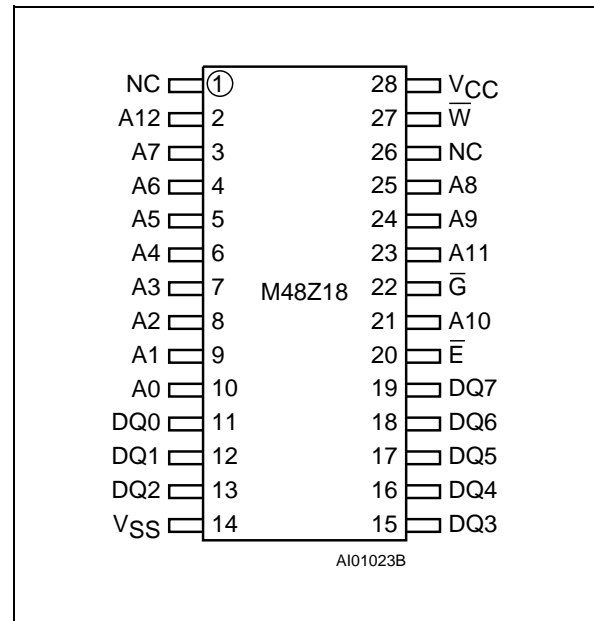 NC 1 28 VCC
A12 2 27 W̅
A7 3 26 NC
A6 4 25 A8
A5 5 24 A9
A4 6 23 A11
A3 7 22 G̅
M48Z18
A2 8 21 A10
A1 9 20 E̅
A0 10 19 DQ7
DQ0 11 18 DQ6
DQ1 12 17 DQ5
DQ2 13 16 DQ4
VSS 14 15 DQ3
AI01023B